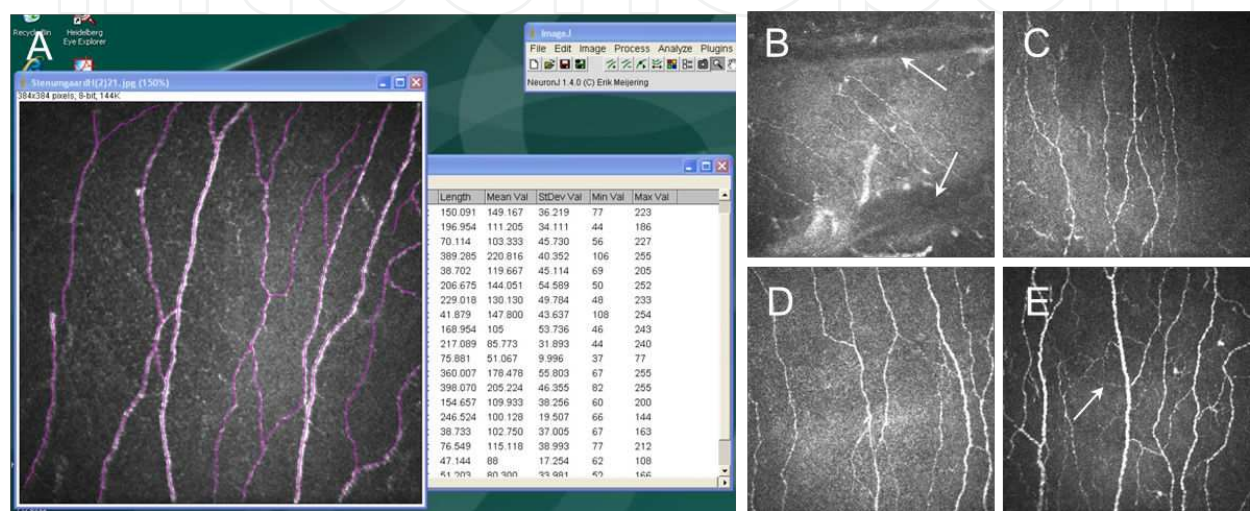 Recycle Bin
Heidelberg Eye Explorer
A
ImageJ
File Edit Image Process Analyze Plugins
NeuronJ 1.4.0 (C) Erik Meijering
StenumgaardH(2)21.jpg (150%)
384x384 pixels; 8-bit; 144K
Length Mean Val StDev Val Min Val Max Val
150.091 149.167 36.219 77 223
196.954 111.205 34.111 44 186
70.114 103.333 45.730 56 227
389.285 220.816 40.352 106 255
38.702 119.667 45.114 69 205
206.675 144.051 54.589 50 252
229.018 130.130 49.784 48 233
41.879 147.800 43.637 108 254
168.954 105 53.736 46 243
217.089 85.773 31.893 44 240
75.881 51.067 9.996 37 77
360.007 178.478 55.803 67 255
398.070 205.224 46.355 82 255
154.657 109.933 38.256 60 200
246.524 100.128 19.507 66 144
38.733 102.750 37.005 67 163
76.549 115.118 38.993 77 212
47.144 88 17.254 62 108
51.203 80.300 33.981 52 166
B
C
D
E